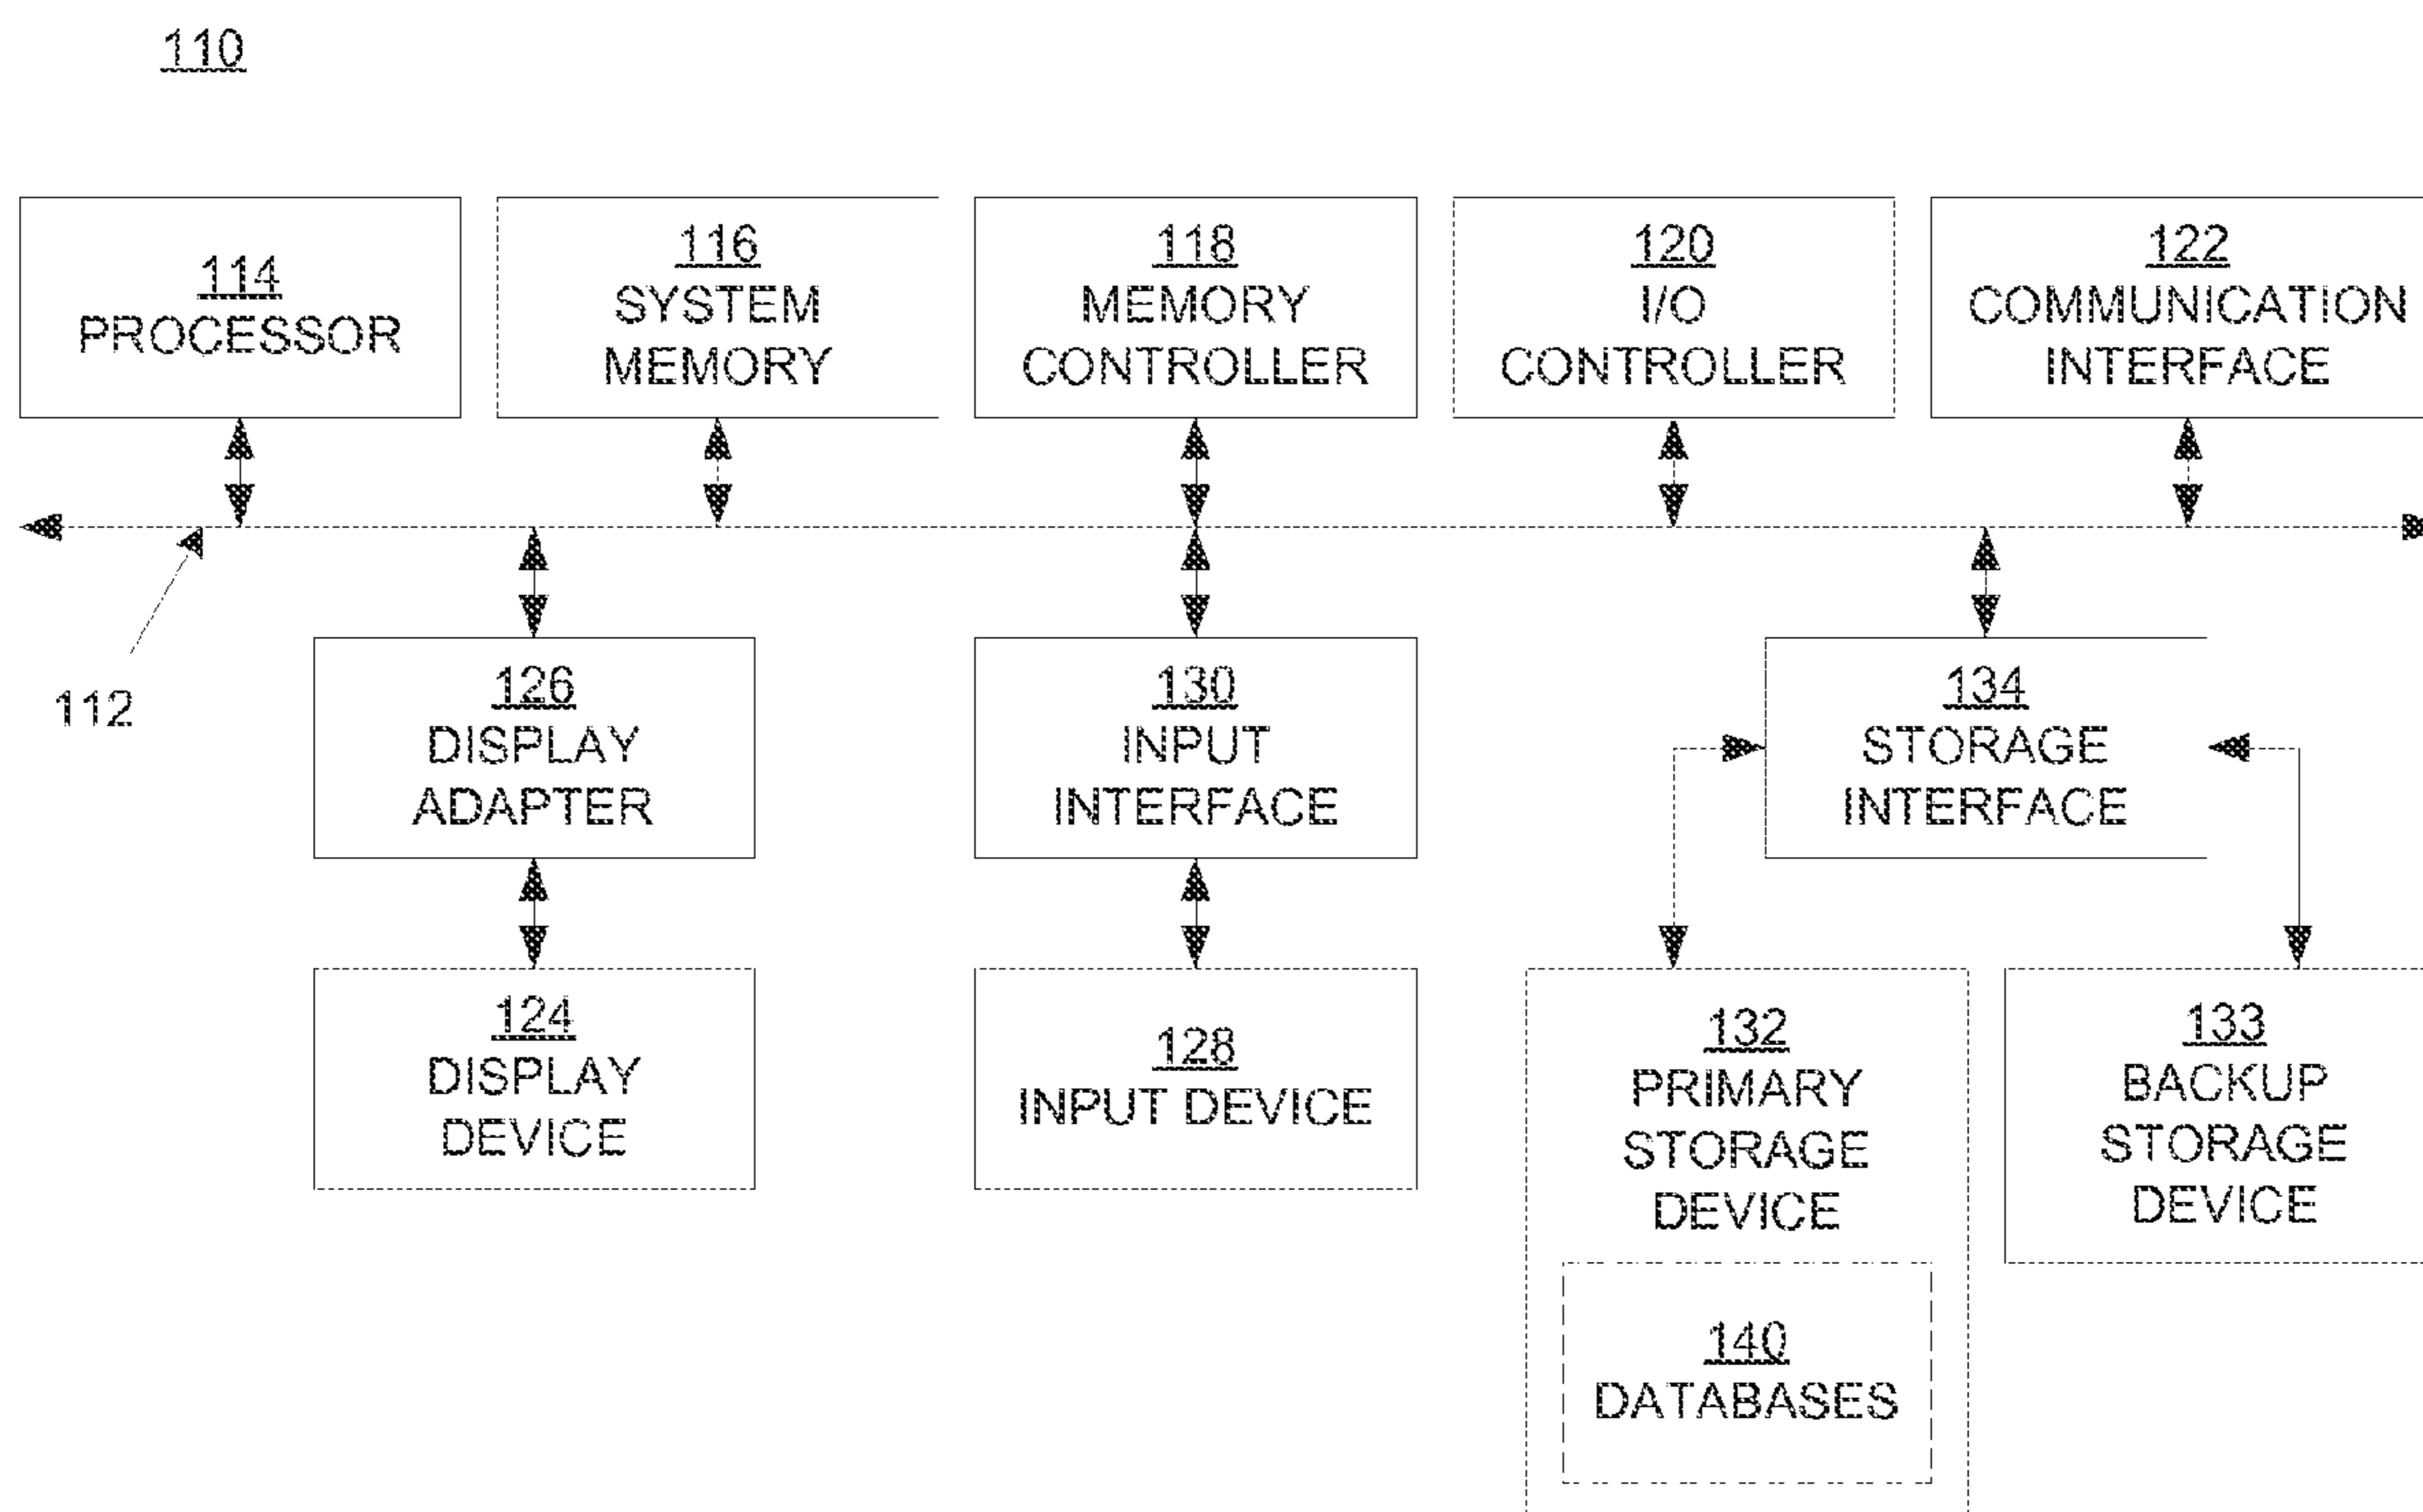 110
114
PROCESSOR
116
SYSTEM
MEMORY
118
MEMORY
CONTROLLER
120
I/O
CONTROLLER
122
COMMUNICATION
INTERFACE
112
126
DISPLAY
ADAPTER
130
INPUT
INTERFACE
134
STORAGE
INTERFACE
124
DISPLAY
DEVICE
128
INPUT DEVICE
132
PRIMARY
STORAGE
DEVICE
133
BACKUP
STORAGE
DEVICE
140
DATABASES